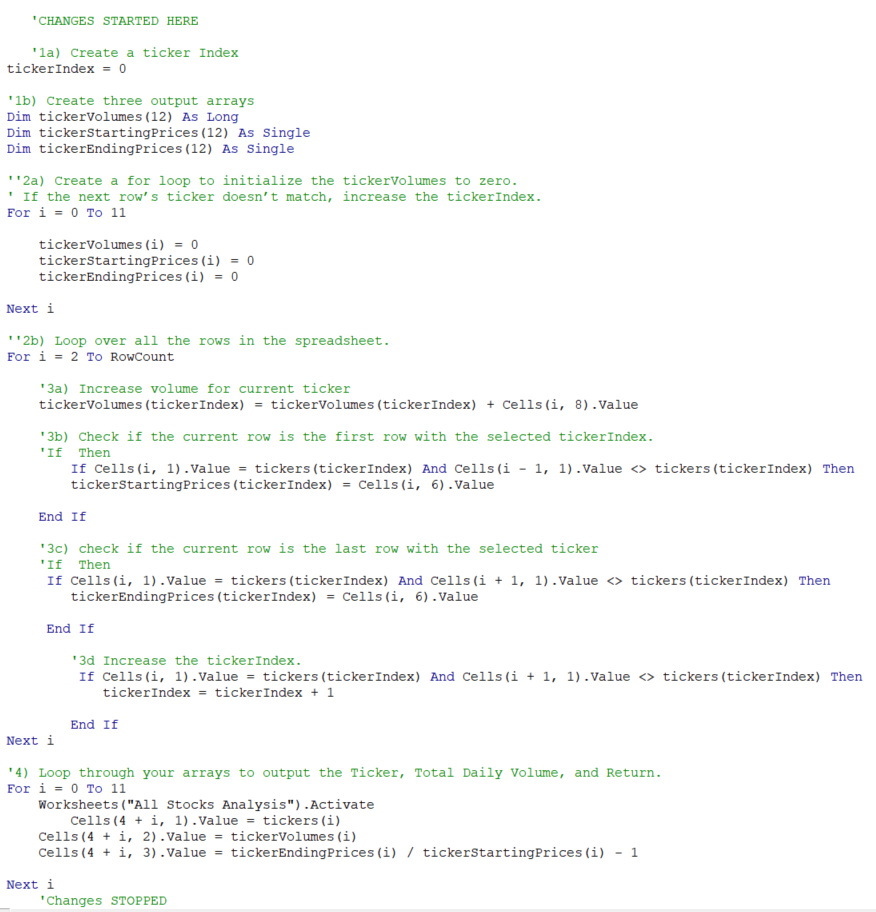 'CHANGES STARTED HERE
'1a) Create a ticker Index
tickerIndex = 0
'1b) Create three output arrays
Dim tickerVolumes(12) As Long
Dim tickerStartingPrices(12) As Single
Dim tickerEndingPrices(12) As Single
''2a) Create a for loop to initialize the tickerVolumes to zero.
' If the next row’s ticker doesn’t match, increase the tickerIndex.
For i = 0 To 11
tickerVolumes(i) = 0
tickerStartingPrices(i) = 0
tickerEndingPrices(i) = 0
Next i
''2b) Loop over all the rows in the spreadsheet.
For i = 2 To RowCount
'3a) Increase volume for current ticker
tickerVolumes(tickerIndex) = tickerVolumes(tickerIndex) + Cells(i, 8).Value
'3b) Check if the current row is the first row with the selected tickerIndex.
'If  Then
If Cells(i, 1).Value = tickers(tickerIndex) And Cells(i - 1, 1).Value <> tickers(tickerIndex) Then
tickerStartingPrices(tickerIndex) = Cells(i, 6).Value
End If
'3c) check if the current row is the last row with the selected ticker
'If  Then
If Cells(i, 1).Value = tickers(tickerIndex) And Cells(i + 1, 1).Value <> tickers(tickerIndex) Then
tickerEndingPrices(tickerIndex) = Cells(i, 6).Value
End If
'3d Increase the tickerIndex.
If Cells(i, 1).Value = tickers(tickerIndex) And Cells(i + 1, 1).Value <> tickers(tickerIndex) Then
tickerIndex = tickerIndex + 1
End If
Next i
'4) Loop through your arrays to output the Ticker, Total Daily Volume, and Return.
For i = 0 To 11
Worksheets("All Stocks Analysis").Activate
Cells(4 + i, 1).Value = tickers(i)
Cells(4 + i, 2).Value = tickerVolumes(i)
Cells(4 + i, 3).Value = tickerEndingPrices(i) / tickerStartingPrices(i) - 1
Next i
'Changes STOPPED